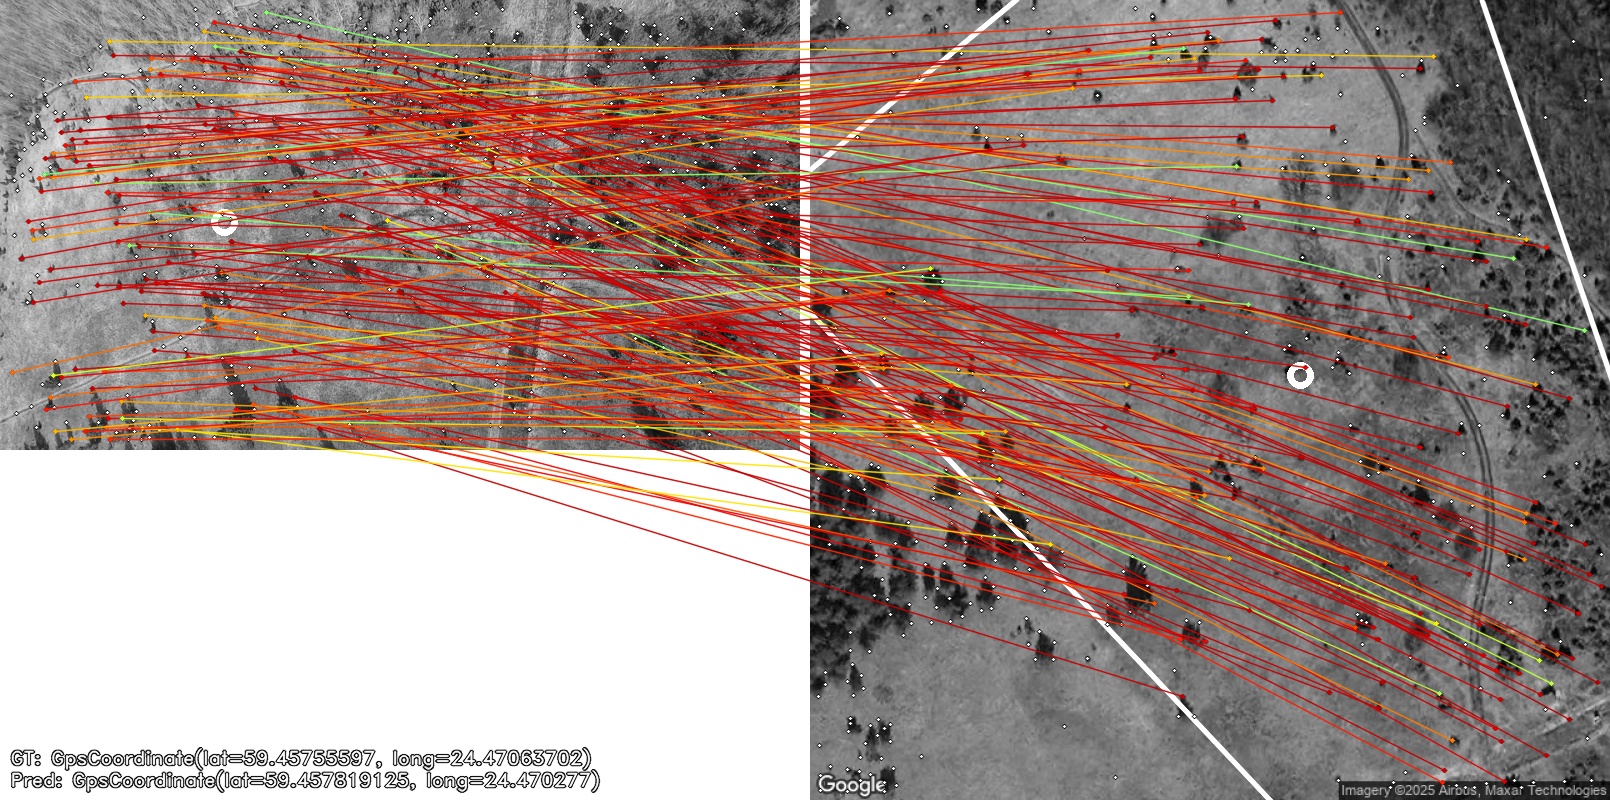 GT: GpsCoordinate(lat=59.45755597, long=24.47063702)
Pred: GpsCoordinate(lat=59.457819125, long=24.470277)
Google
Imagery ©2025 Airbus, Maxar Technologies